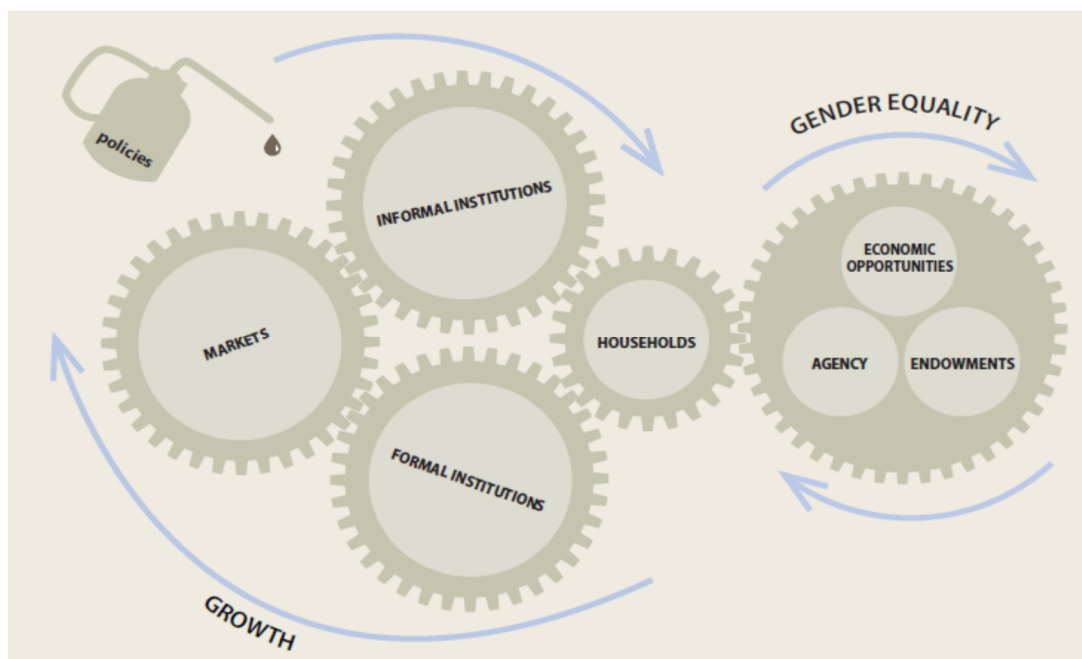 policies
INFORMAL INSTITUTIONS
GENDER EQUALITY
ECONOMIC
OPPORTUNITIES
MARKETS
HOUSEHOLDS
AGENCY
ENDOWMENTS
FORMAL INSTITUTIONS
GROWTH